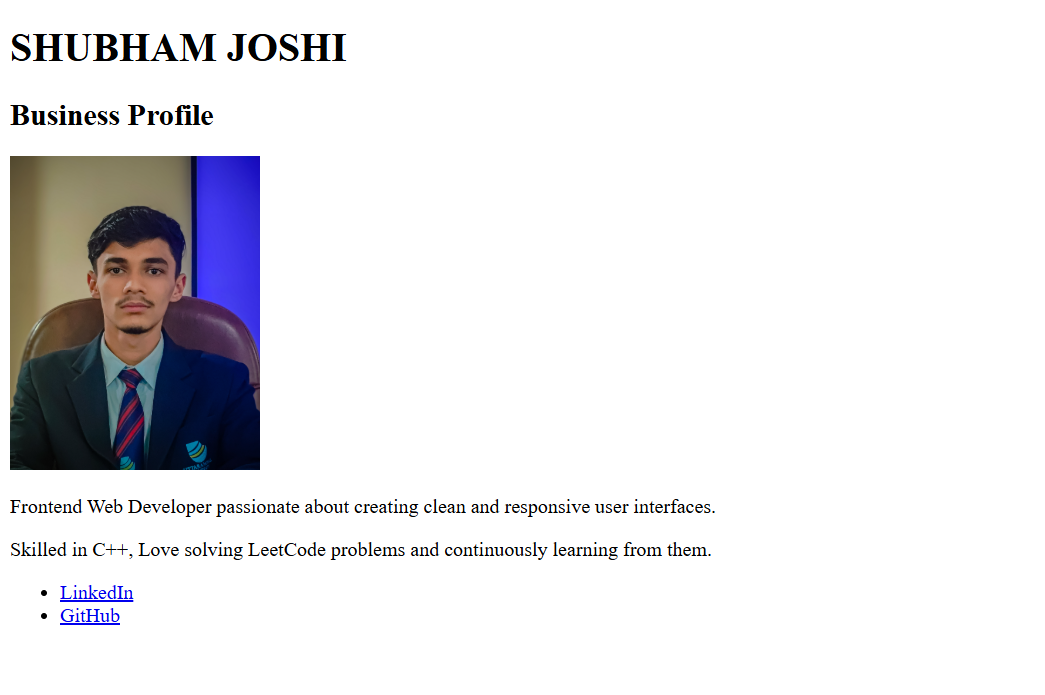 SHUBHAM JOSHI
Business Profile
Frontend Web Developer passionate about creating clean and responsive user interfaces.
Skilled in C++, Love solving LeetCode problems and continuously learning from them.
LinkedIn
GitHub